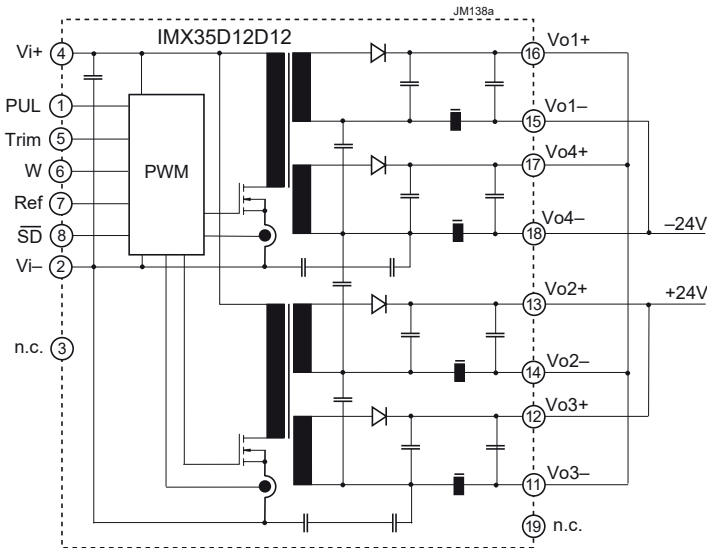 JM138a
IMX35D12D12
Vi+ 4
PUL 1
Trim 5
W 6
Ref 7
SD 8
Vi– 2
n.c. 3
PWM
16 Vo1+
15 Vo1–
17 Vo4+
18 Vo4–
–24V
13 Vo2+
+24V
14 Vo2–
12 Vo3+
11 Vo3–
19 n.c.